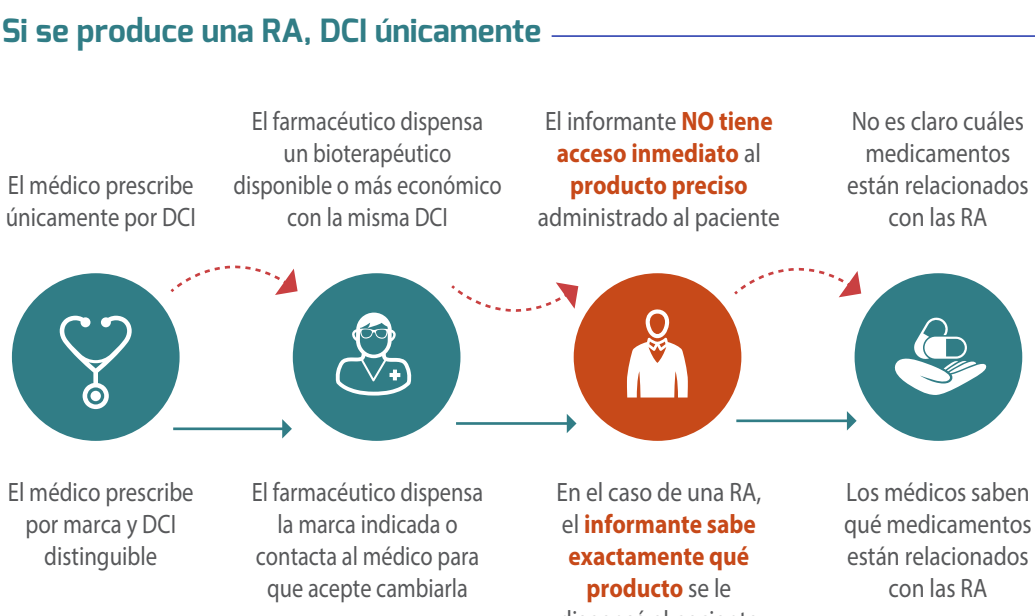 Si se produce una RA, DCI únicamente
El médico prescribe
únicamente por DCI
El farmacéutico dispensa
un bioterapéutico
disponible o más económico
con la misma DCI
El informante NO tiene
acceso inmediato al
producto preciso
administrado al paciente
No es claro cuáles
medicamentos
están relacionados
con las RA
El médico prescribe
por marca y DCI
distinguible
El farmacéutico dispensa
la marca indicada o
contacta al médico para
que acepte cambiarla
En el caso de una RA,
el informante sabe
exactamente qué
producto se le
dispensó al paciente
Los médicos saben
qué medicamentos
están relacionados
con las RA